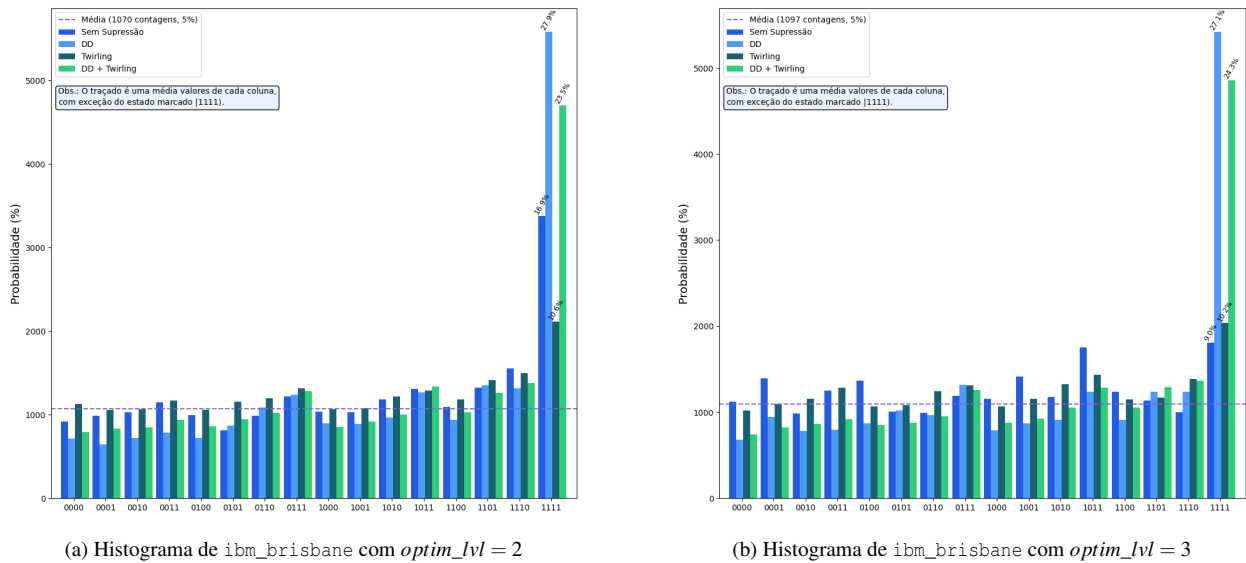 Média (1070 contagens, 5%)
Sem Supressão
DD
Twirling
DD + Twirling
Obs.: O traçado é uma média valores de cada coluna,
com exceção do estado marcado |1111⟩.
Probabilidade (%)
5000
4000
3000
2000
1000
0
16.9%
27.9%
10.6%
23.5%
0000 0001 0010 0011 0100 0101 0110 0111 1000 1001 1010 1011 1100 1101 1110 1111
(a) Histograma de ibm_brisbane com optim_lvl = 2
Média (1097 contagens, 5%)
Sem Supressão
DD
Twirling
DD + Twirling
Obs.: O traçado é uma média valores de cada coluna,
com exceção do estado marcado |1111⟩.
Probabilidade (%)
5000
4000
3000
2000
1000
0
9.0%
27.1%
10.2%
24.3%
0000 0001 0010 0011 0100 0101 0110 0111 1000 1001 1010 1011 1100 1101 1110 1111
(b) Histograma de ibm_brisbane com optim_lvl = 3